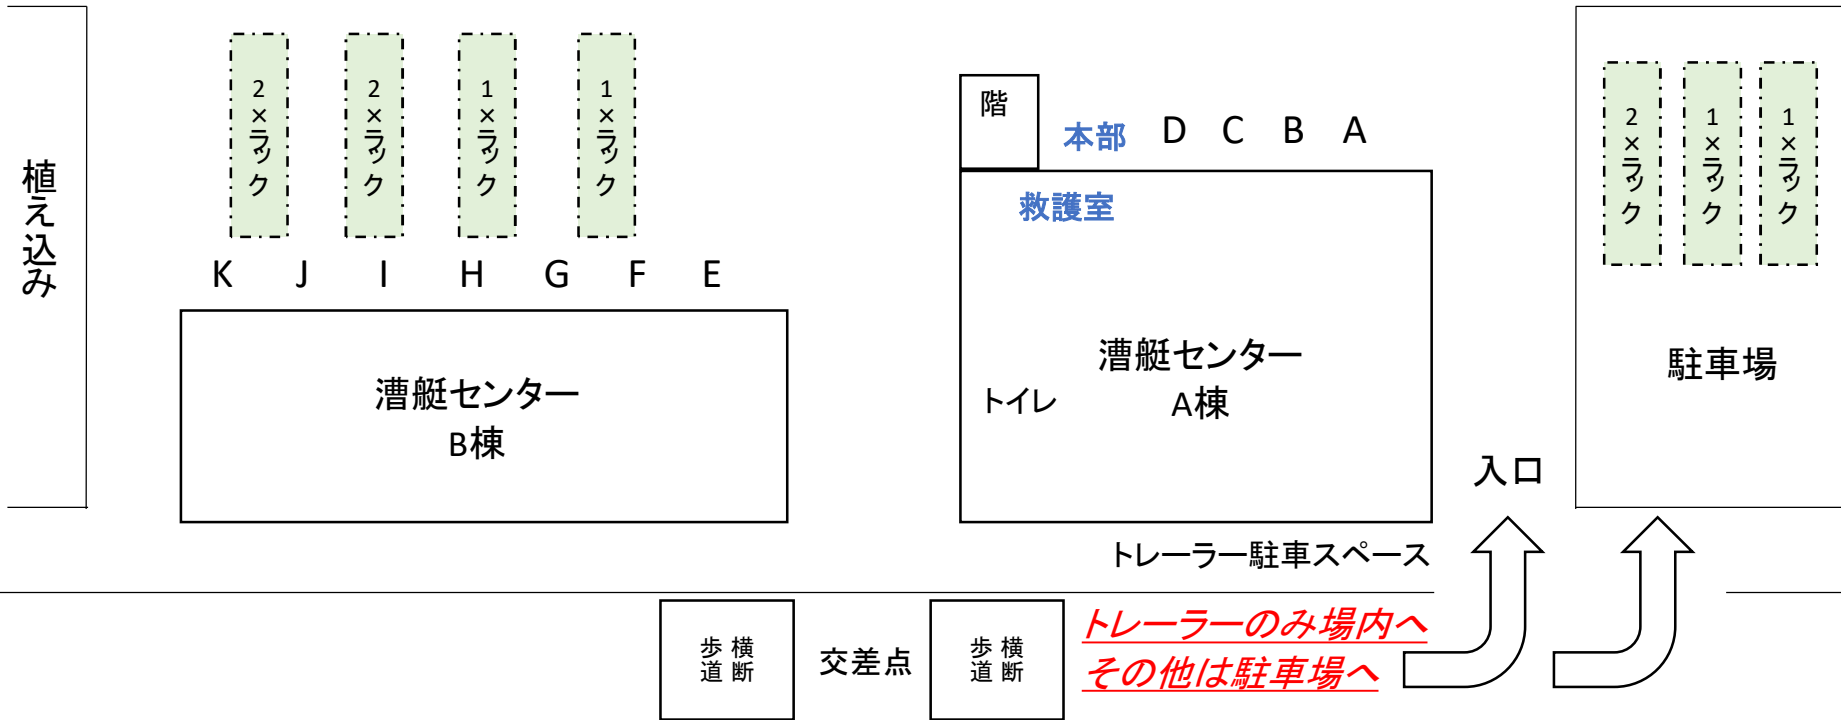 植え込み
2×ラック
2×ラック
1×ラック
1×ラック
K J I H G F E
漕艇センター
B棟
階
本部 D C B A
救護室
漕艇センター
A棟
トイレ
2×ラック
1×ラック
1×ラック
駐車場
入口
トレーラー駐車スペース
横断
歩道
交差点
横断
歩道
トレーラーのみ場内へ
その他は駐車場へ